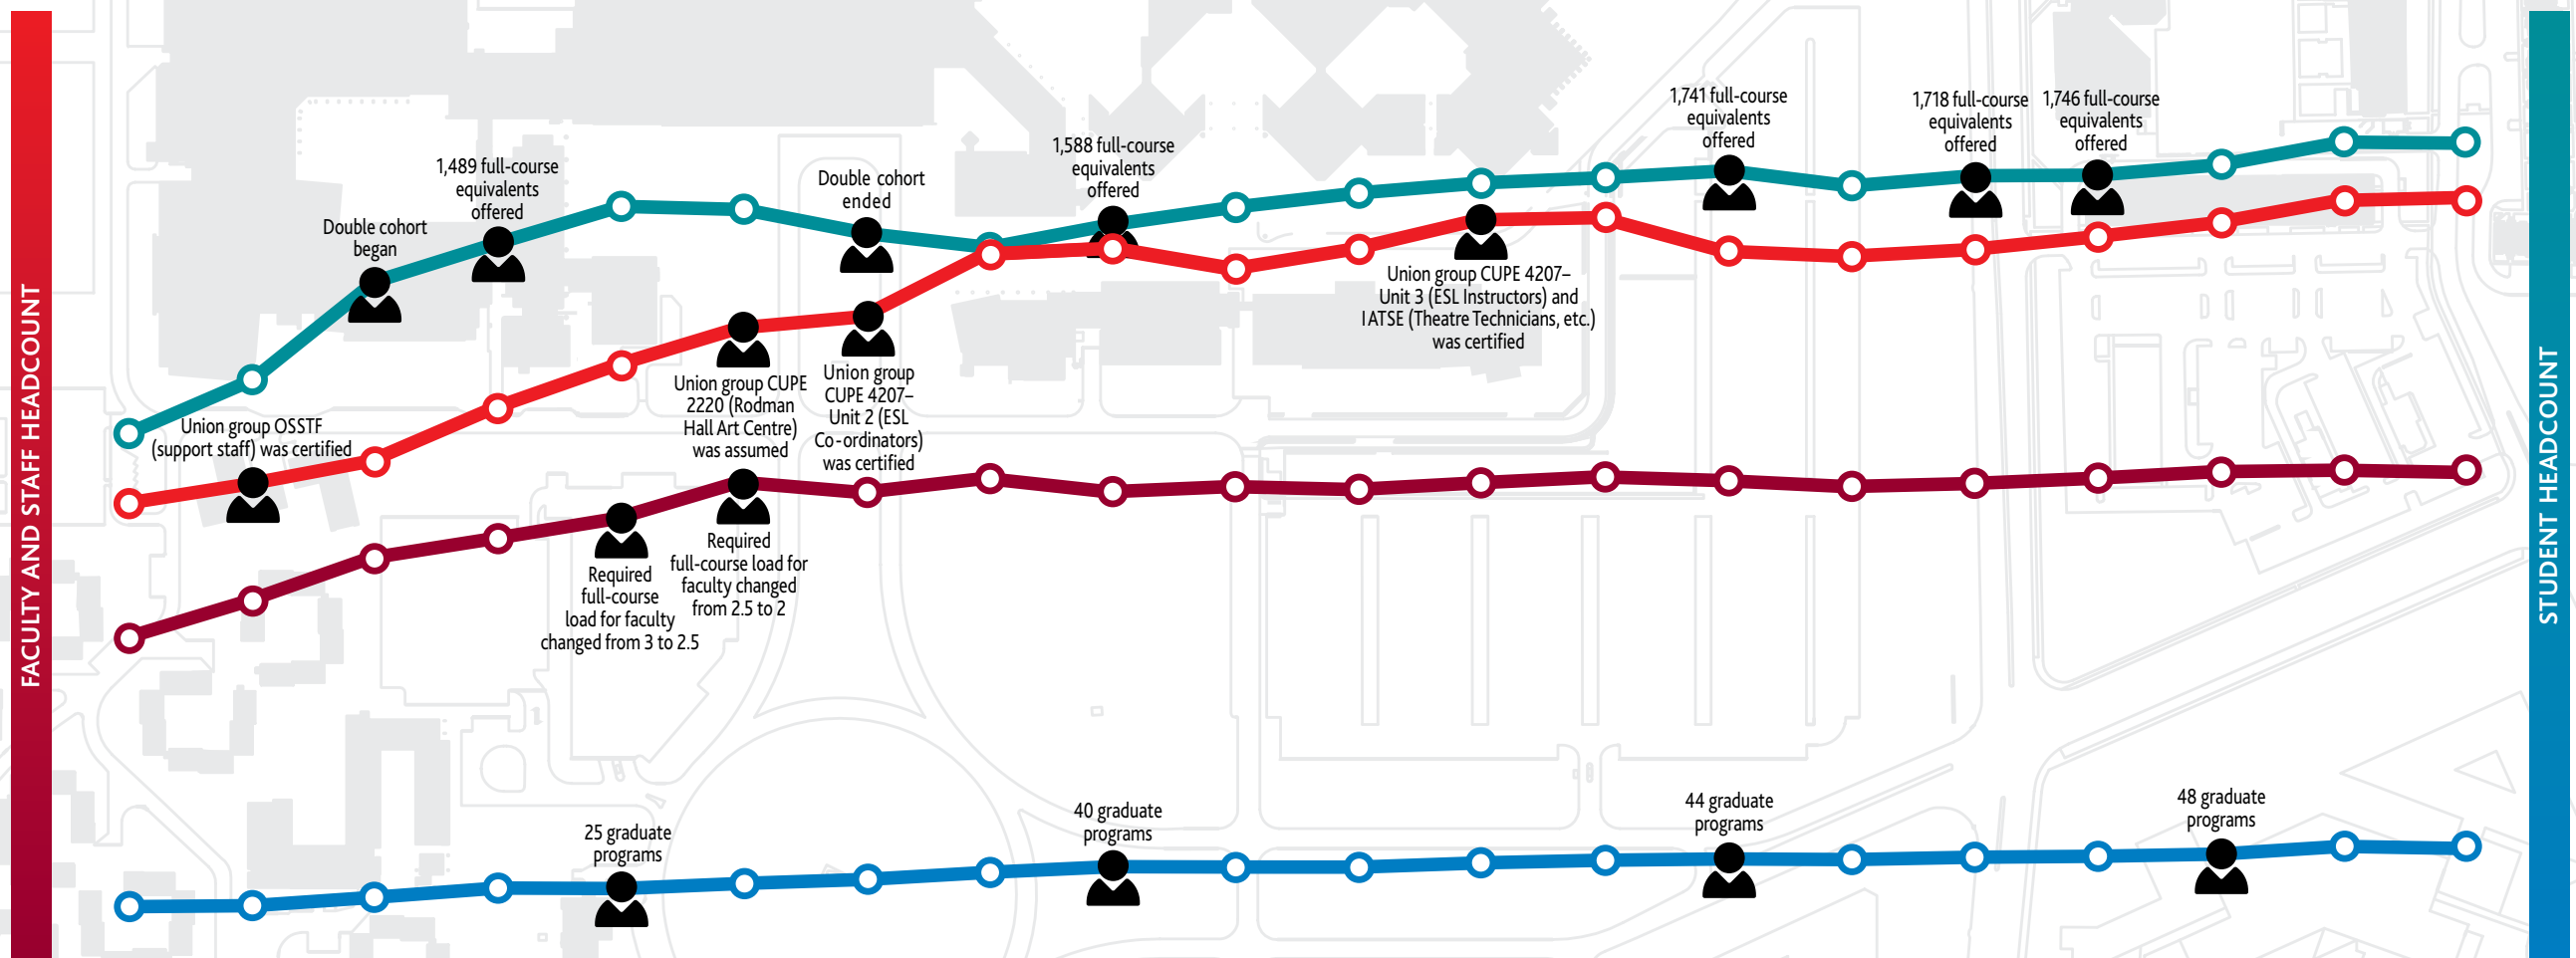 FACULTY AND STAFF HEADCOUNT
Double cohort
began
1,489 full-course
equivalents
offered
Double cohort
ended
1,588 full-course
equivalents
offered
1,741 full-course
equivalents
offered
1,718 full-course
equivalents
offered
1,746 full-course
equivalents
offered
Union group OSSTF
(support staff) was certified
Union group CUPE
2220 (Rodman
Hall Art Centre)
was assumed
Union group
CUPE 4207–
Unit 2 (ESL
Co-ordinators)
was certified
Union group CUPE 4207–
Unit 3 (ESL Instructors) and
IATSE (Theatre Technicians, etc.)
was certified
Required
full-course
load for faculty
changed from 3 to 2.5
Required
full-course load for
faculty changed
from 2.5 to 2
25 graduate
programs
40 graduate
programs
44 graduate
programs
48 graduate
programs
STUDENT HEADCOUNT